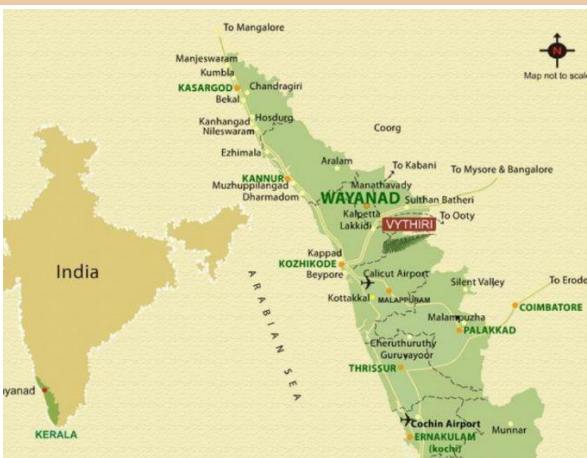 To Mangalore
N
Map not to scale
Manjeswaram
Kumbla
KASARGOD
Chandragiri
Bekal
Kanhangad
Hosdurg
Nileswaram
Coorg
Ezhimala
Aralam
To Kabani
To Mysore & Bangalore
KANNUR
Muzhuppilangad
Dharmadom
WAYANAD
Manathavady
Sulthan Batheri
Kalpetta
Lakkidi
To Ooty
VYTHIRI
Kappad
KOZHIKODE
Beypore
Calicut Airport
Kottakkal
MALAPPUNAM
Silent Valley
To Erode
COIMBATORE
Malampuzha
PALAKKAD
Cheruthuruthy
Guruvayoor
THRISSUR
Cochin Airport
ERNAKULAM
(kochi)
Munnar
ARABIAN SEA
India
ayanad
KERALA